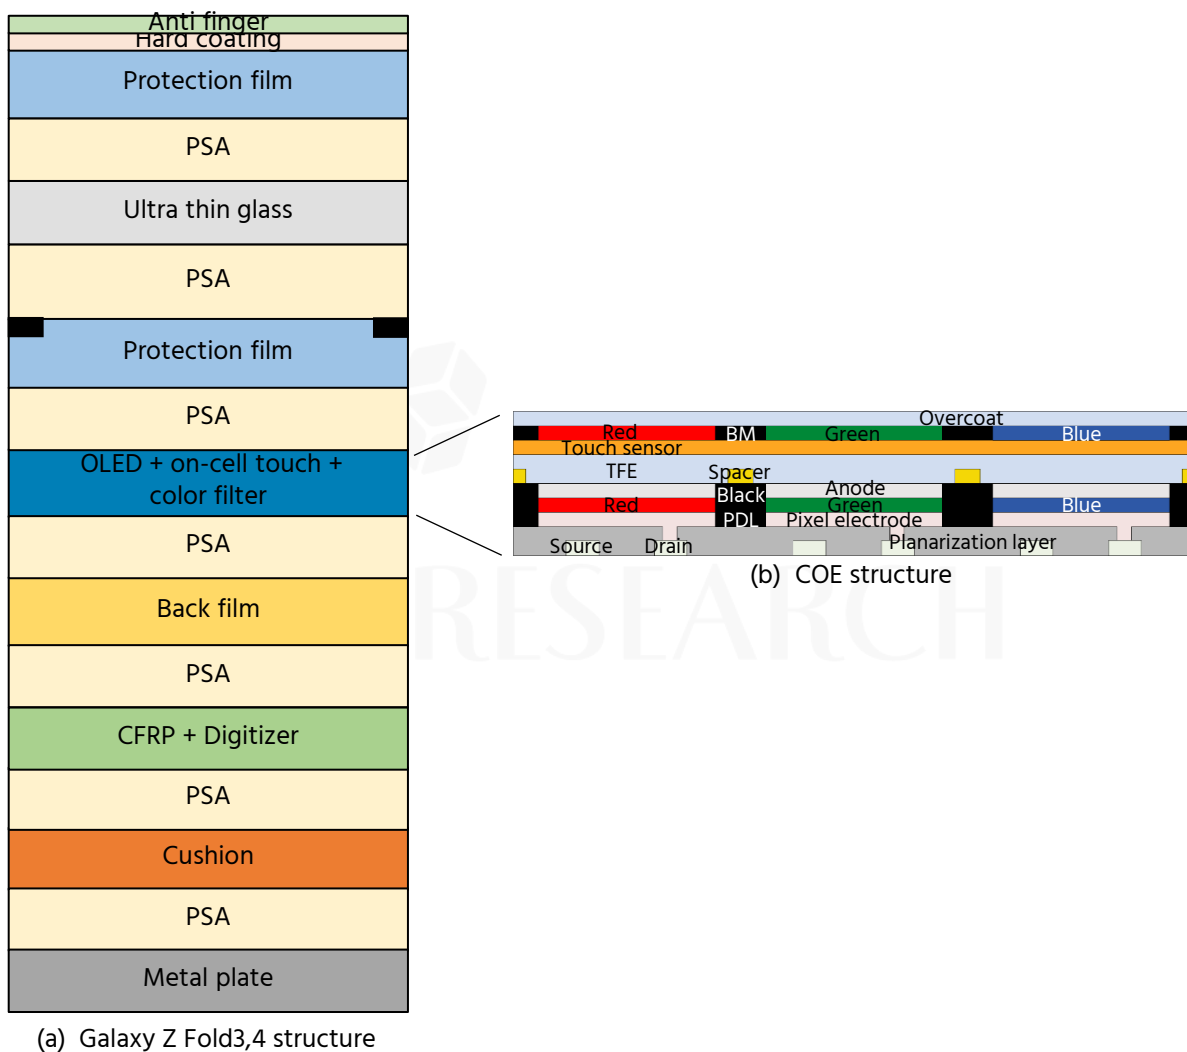 Anti finger
Hard coating
Protection film
PSA
Ultra thin glass
PSA
Protection film
PSA
OLED + on-cell touch +
color filter
PSA
Back film
PSA
CFRP + Digitizer
PSA
Cushion
PSA
Metal plate
(a) Galaxy Z Fold3,4 structure
Overcoat
Red BM Green Blue
Touch sensor
TFE Spacer
Black Anode
Red Green Blue
PDL Pixel electrode
Source Drain Planarization layer
(b) COE structure
RESEARCH